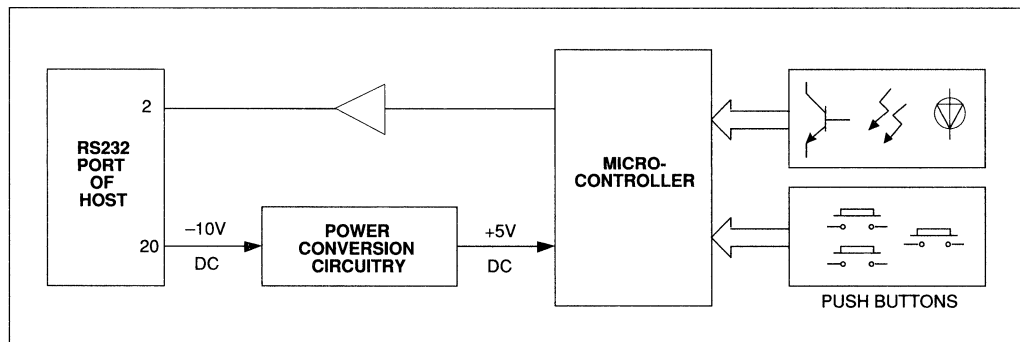 2
RS232
PORT
OF
HOST
20
–10V
DC
POWER
CONVERSION
CIRCUITRY
+5V
DC
MICRO-
CONTROLLER
PUSH BUTTONS